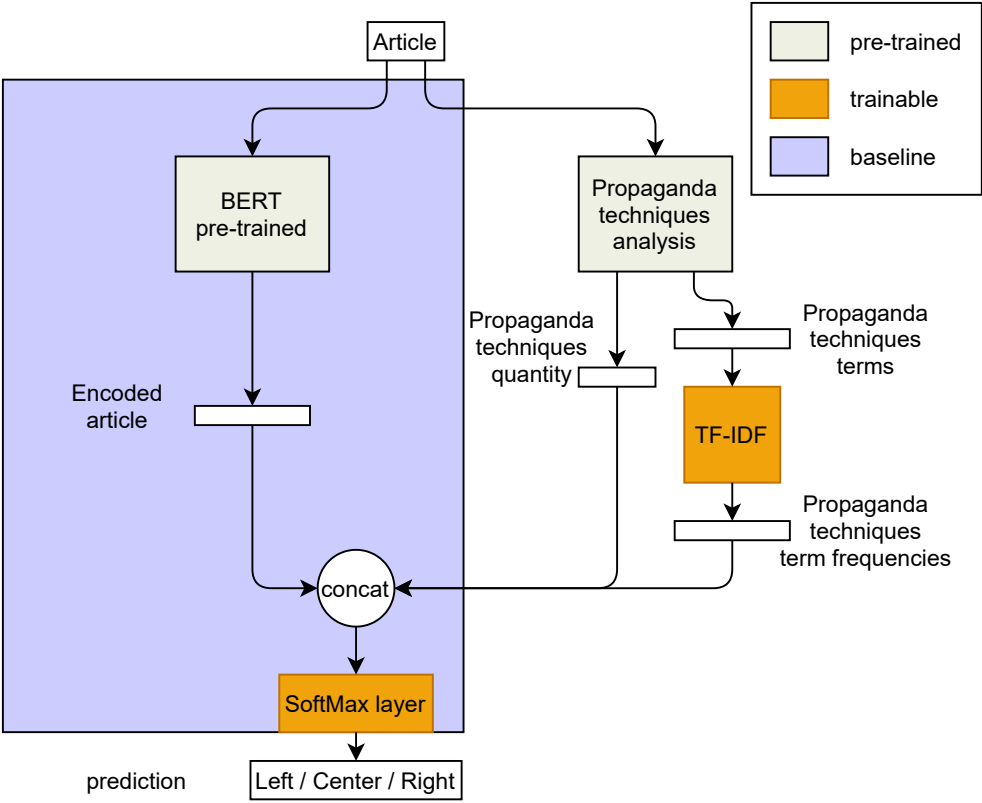 Article
pre-trained
trainable
baseline
BERT
pre-trained
Propaganda
techniques
analysis
Propaganda
techniques
quantity
Propaganda
techniques
terms
Encoded
article
TF-IDF
Propaganda
techniques
term frequencies
concat
SoftMax layer
prediction
Left / Center / Right